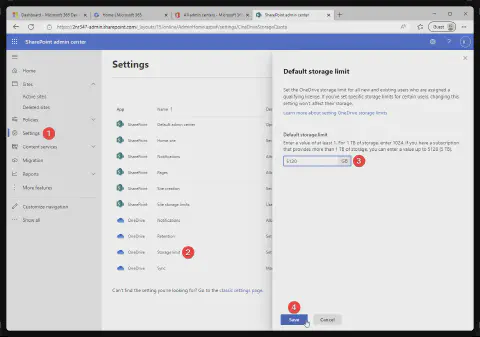 Dashboard - Microsoft 365 Bas
Home | Microsoft 365
All admin centers - Microsoft 36
SharePoint admin center
-admin.sharepoint.com/_layouts/15/online/AdminHome.aspx#/settings/OneDriveStorageQuota
Guest
SharePoint admin center
Home
Sites
Active sites
Deleted sites
Policies
Settings
1
Content services
Migration
Reports
More features
Customize navigation
Show all
Settings
App
Name ↑
SharePoint
Default admin center
SharePoint
Home site
SharePoint
Notifications
SharePoint
Pages
SharePoint
Site creation
SharePoint
Site storage limits
OneDrive
Notifications
OneDrive
Retention
OneDrive
Storage limit
2
OneDrive
Sync
Can't find the setting you're looking for? Go to the classic settings page.
Default storage limit
Set the OneDrive storage limit for all new and existing users who are assigned a
qualifying license. If you've set specific storage limits for certain users, changing this
setting won't affect their storage.
Learn more about setting OneDrive storage limits
Default storage limit
Enter a value of at least 1. For 1 TB of storage, enter 1024. If you have a subscription
that provides more than 1 TB of storage, you can enter a value up to 5120 (5 TB).
5120
GB
3
4
Save
Cancel